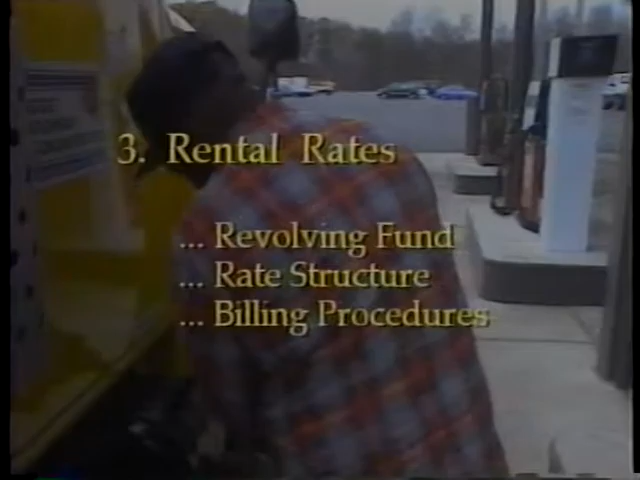 3. Rental Rates
... Revolving Fund
... Rate Structure
... Billing Procedures